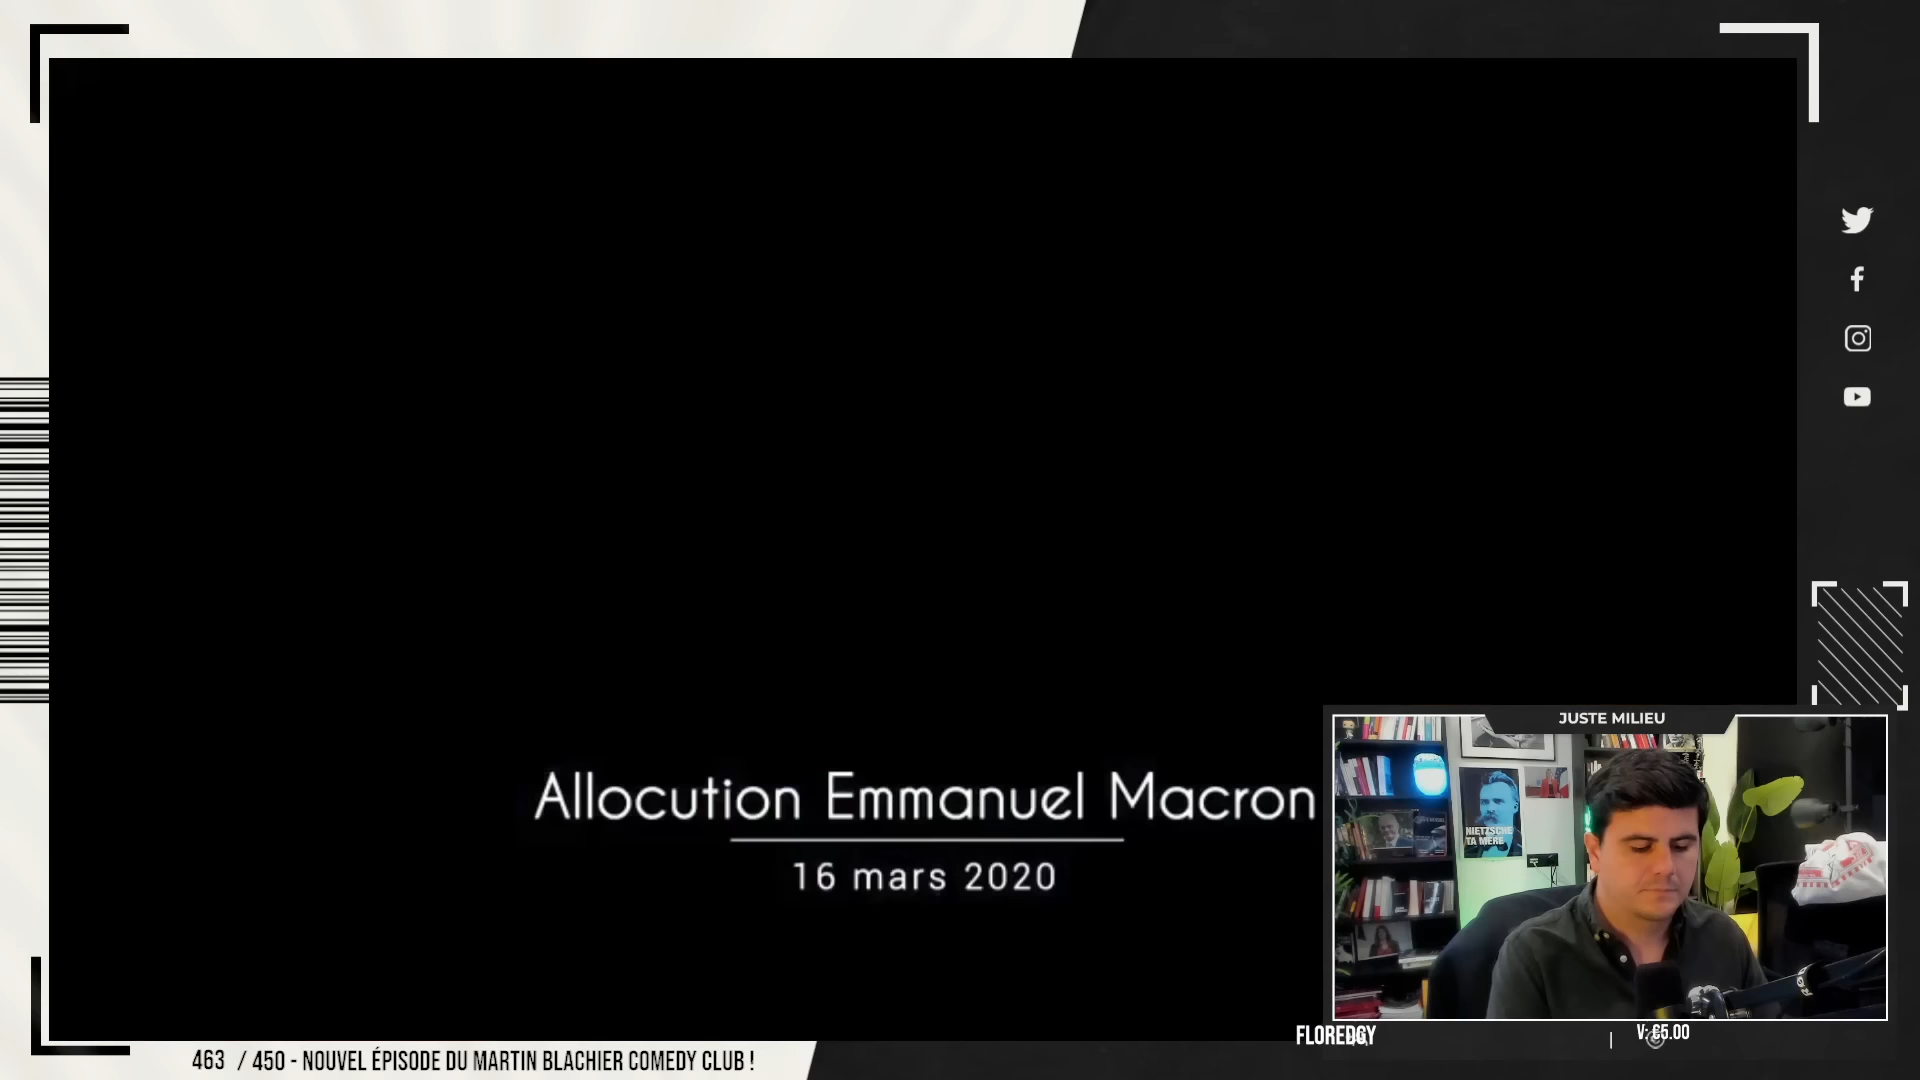 JUSTE MILIEU
NIETZSCHE
TA MÈRE
Allocution Emmanuel Macron
16 mars 2020
RODE
FLOREDGY
V: €5.00
463 / 450 - NOUVEL ÉPISODE DU MARTIN BLACHIER COMEDY CLUB !